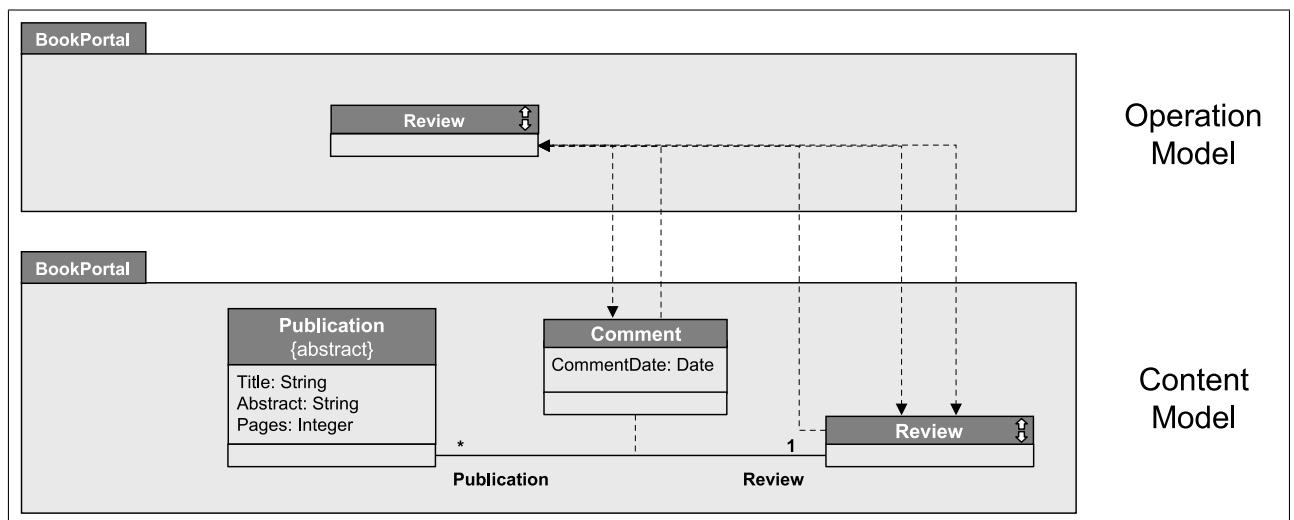 BookPortal
Review
Operation
Model
BookPortal
Publication
{abstract}
Title: String
Abstract: String
Pages: Integer
Comment
CommentDate: Date
Content
Model
Review
*
1
Publication
Review